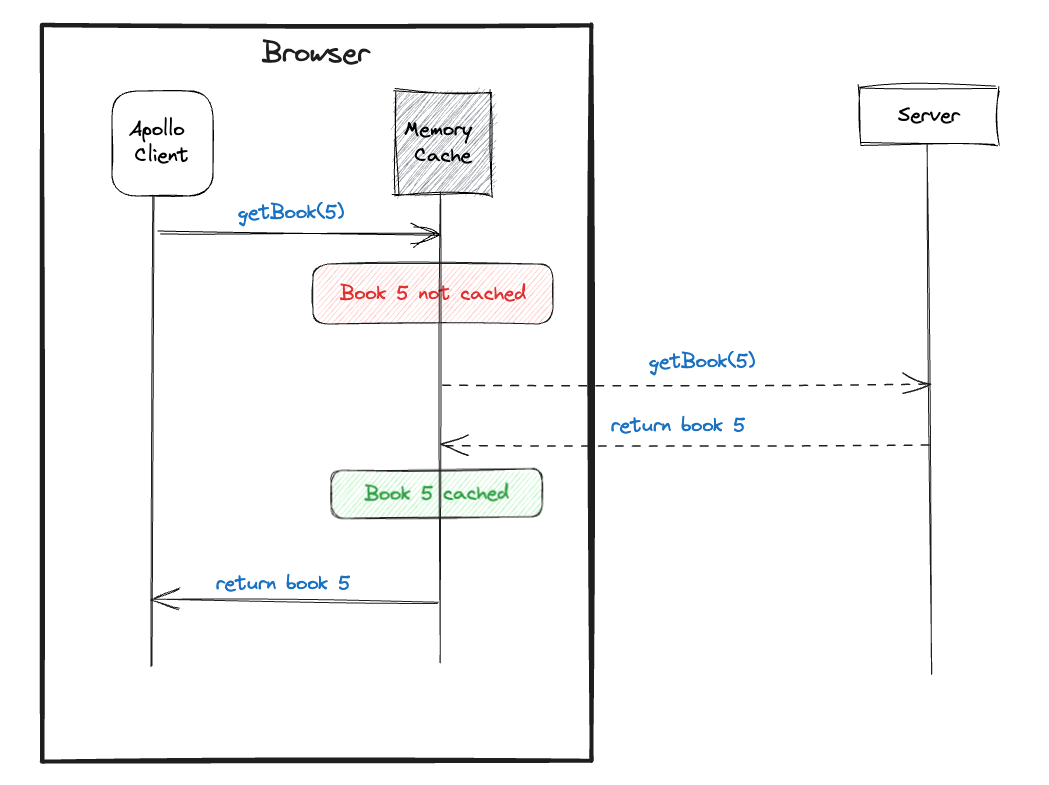 Browser
Apollo
Client
Memory
Cache
Server
getBook(5)
Book 5 not cached
getBook(5)
return book 5
Book 5 cached
return book 5